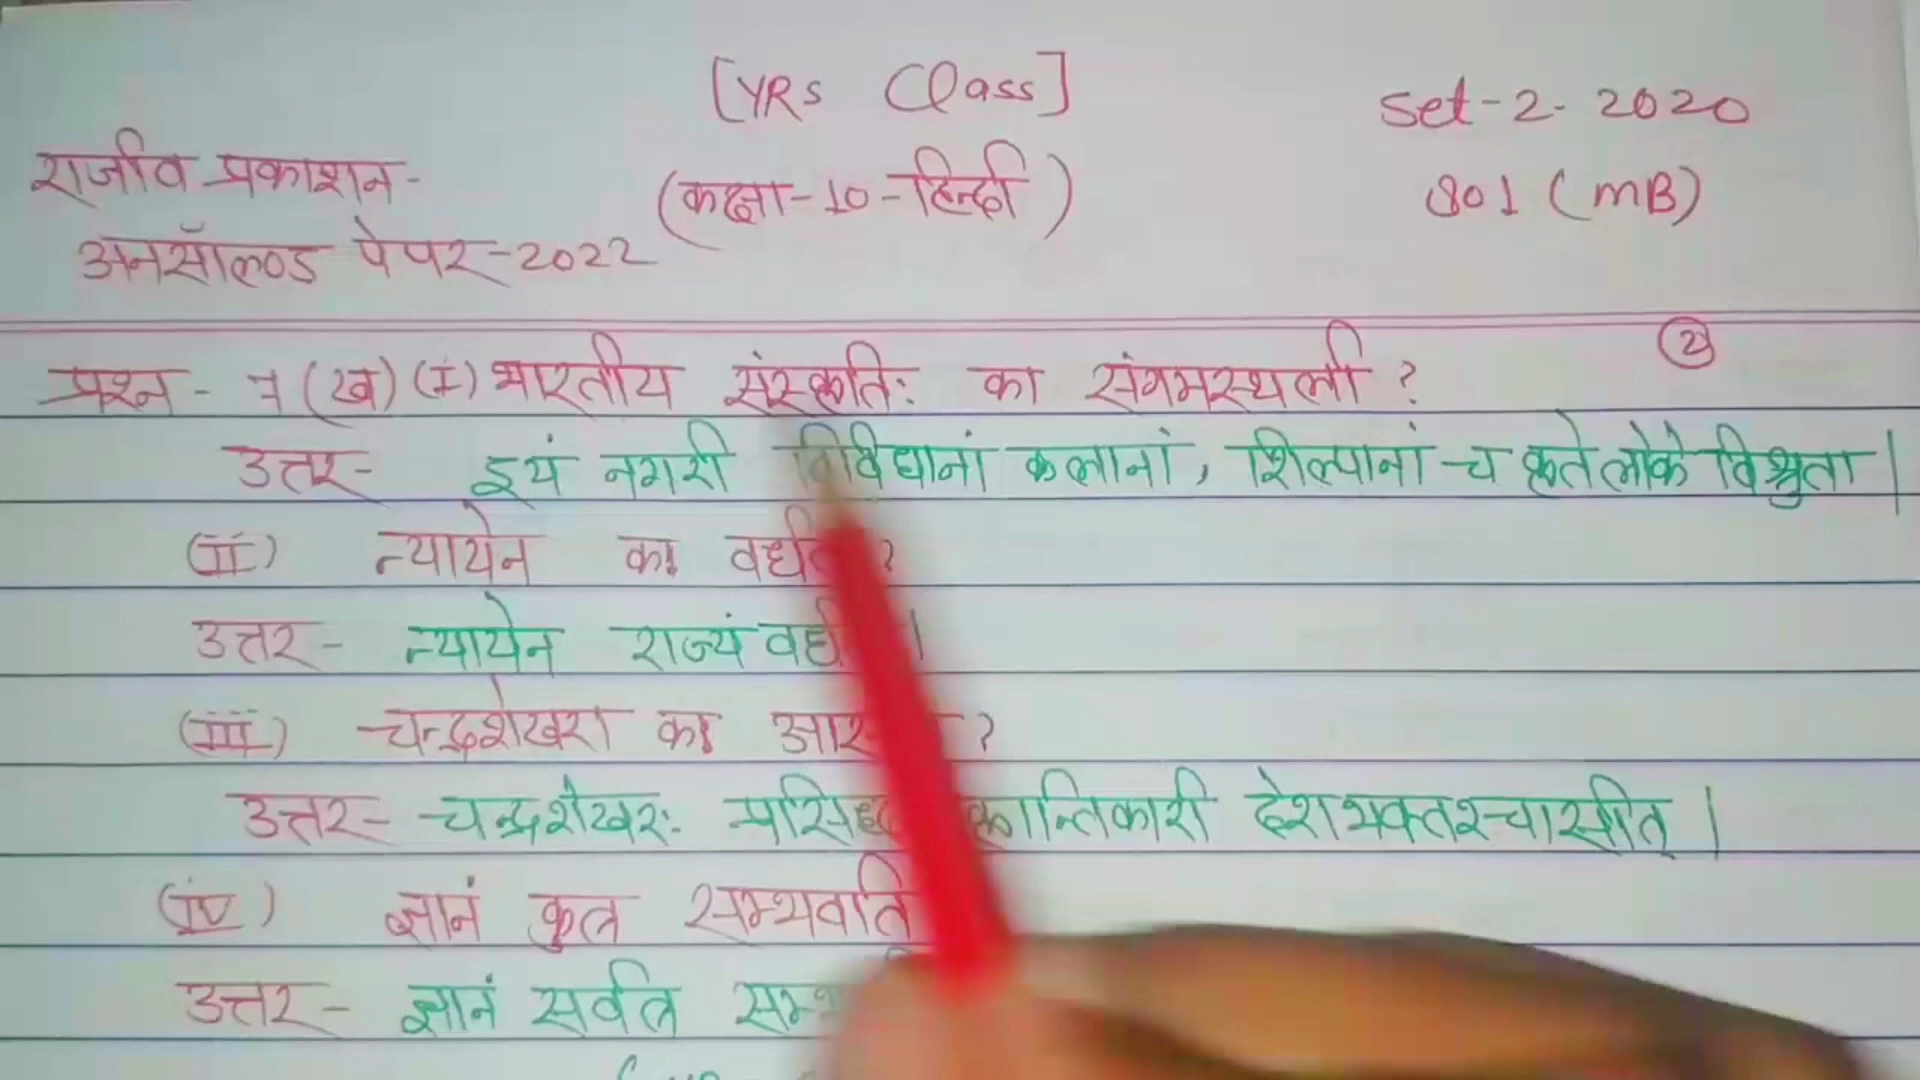 [YRs Class]
Set-2- 2020
801 (MB)
राजीव प्रकाशन-
(कक्षा-10-हिन्दी)
अनसॉल्वड पेपर-2022
2
प्रश्न- 7 (ख) (I) भारतीय संस्कृतिः का संगमस्थली ?
उत्तर- इयं नगरी विविधानां कलानां, शिल्पानां च कृते लोके विश्रुता |
(II) न्यायेन का ?
उत्तर- न्यायेन राज्यं |
(III) चन्द्रशेखरा का ?
उत्तर- चन्द्रशेखरः क्रान्तिकारी देशभक्तश्चासीत् |
(IV) ज्ञानं कुत्र सम्भवति
उत्तर- ज्ञानं सर्वत्र